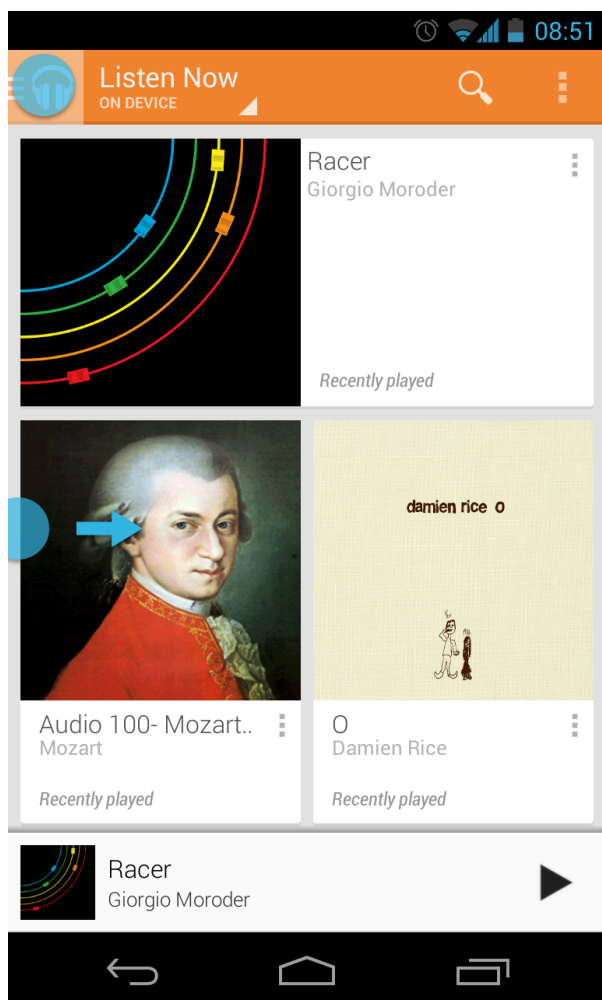 08:51
Listen Now
ON DEVICE
Racer
Giorgio Moroder
Recently played
damien rice O
Audio 100- Mozart..
Mozart
Recently played
O
Damien Rice
Recently played
Racer
Giorgio Moroder